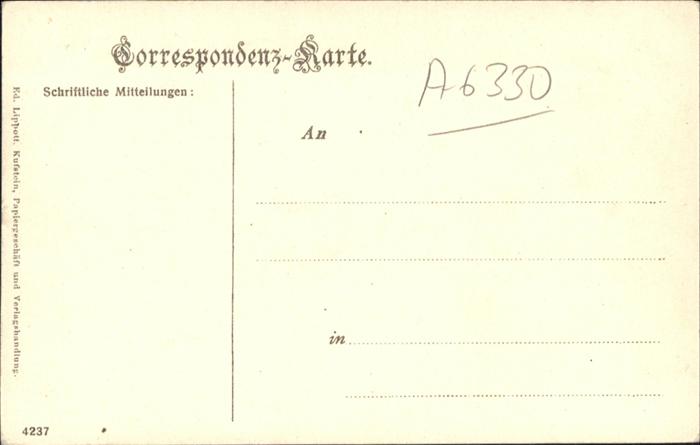 Correspondenz-Karte.
A6330
Schriftliche Mitteilungen:
An
in
Ed. Lippott, Kufstein, Papiergeschäft und Verlagshandlung.
4237